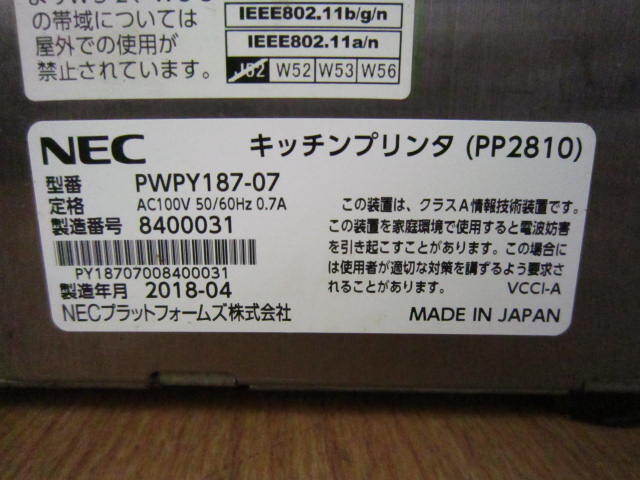 の帯域については
屋外での使用が
禁止されています。
IEEE802.11b/g/n
IEEE802.11a/n
J52 W52 W53 W56
NEC キッチンプリンタ (PP2810)
型番 PWPY187-07
定格 AC100V 50/60Hz 0.7A
製造番号 8400031
PY18707008400031
製造年月 2018-04
NECプラットフォームズ株式会社
この装置は、クラスA情報技術装置です。
この装置を家庭環境で使用すると電波妨害
を引き起こすことがあります。この場合に
は使用者が適切な対策を講ずるよう要求さ
れることがあります。 VCCI-A
MADE IN JAPAN